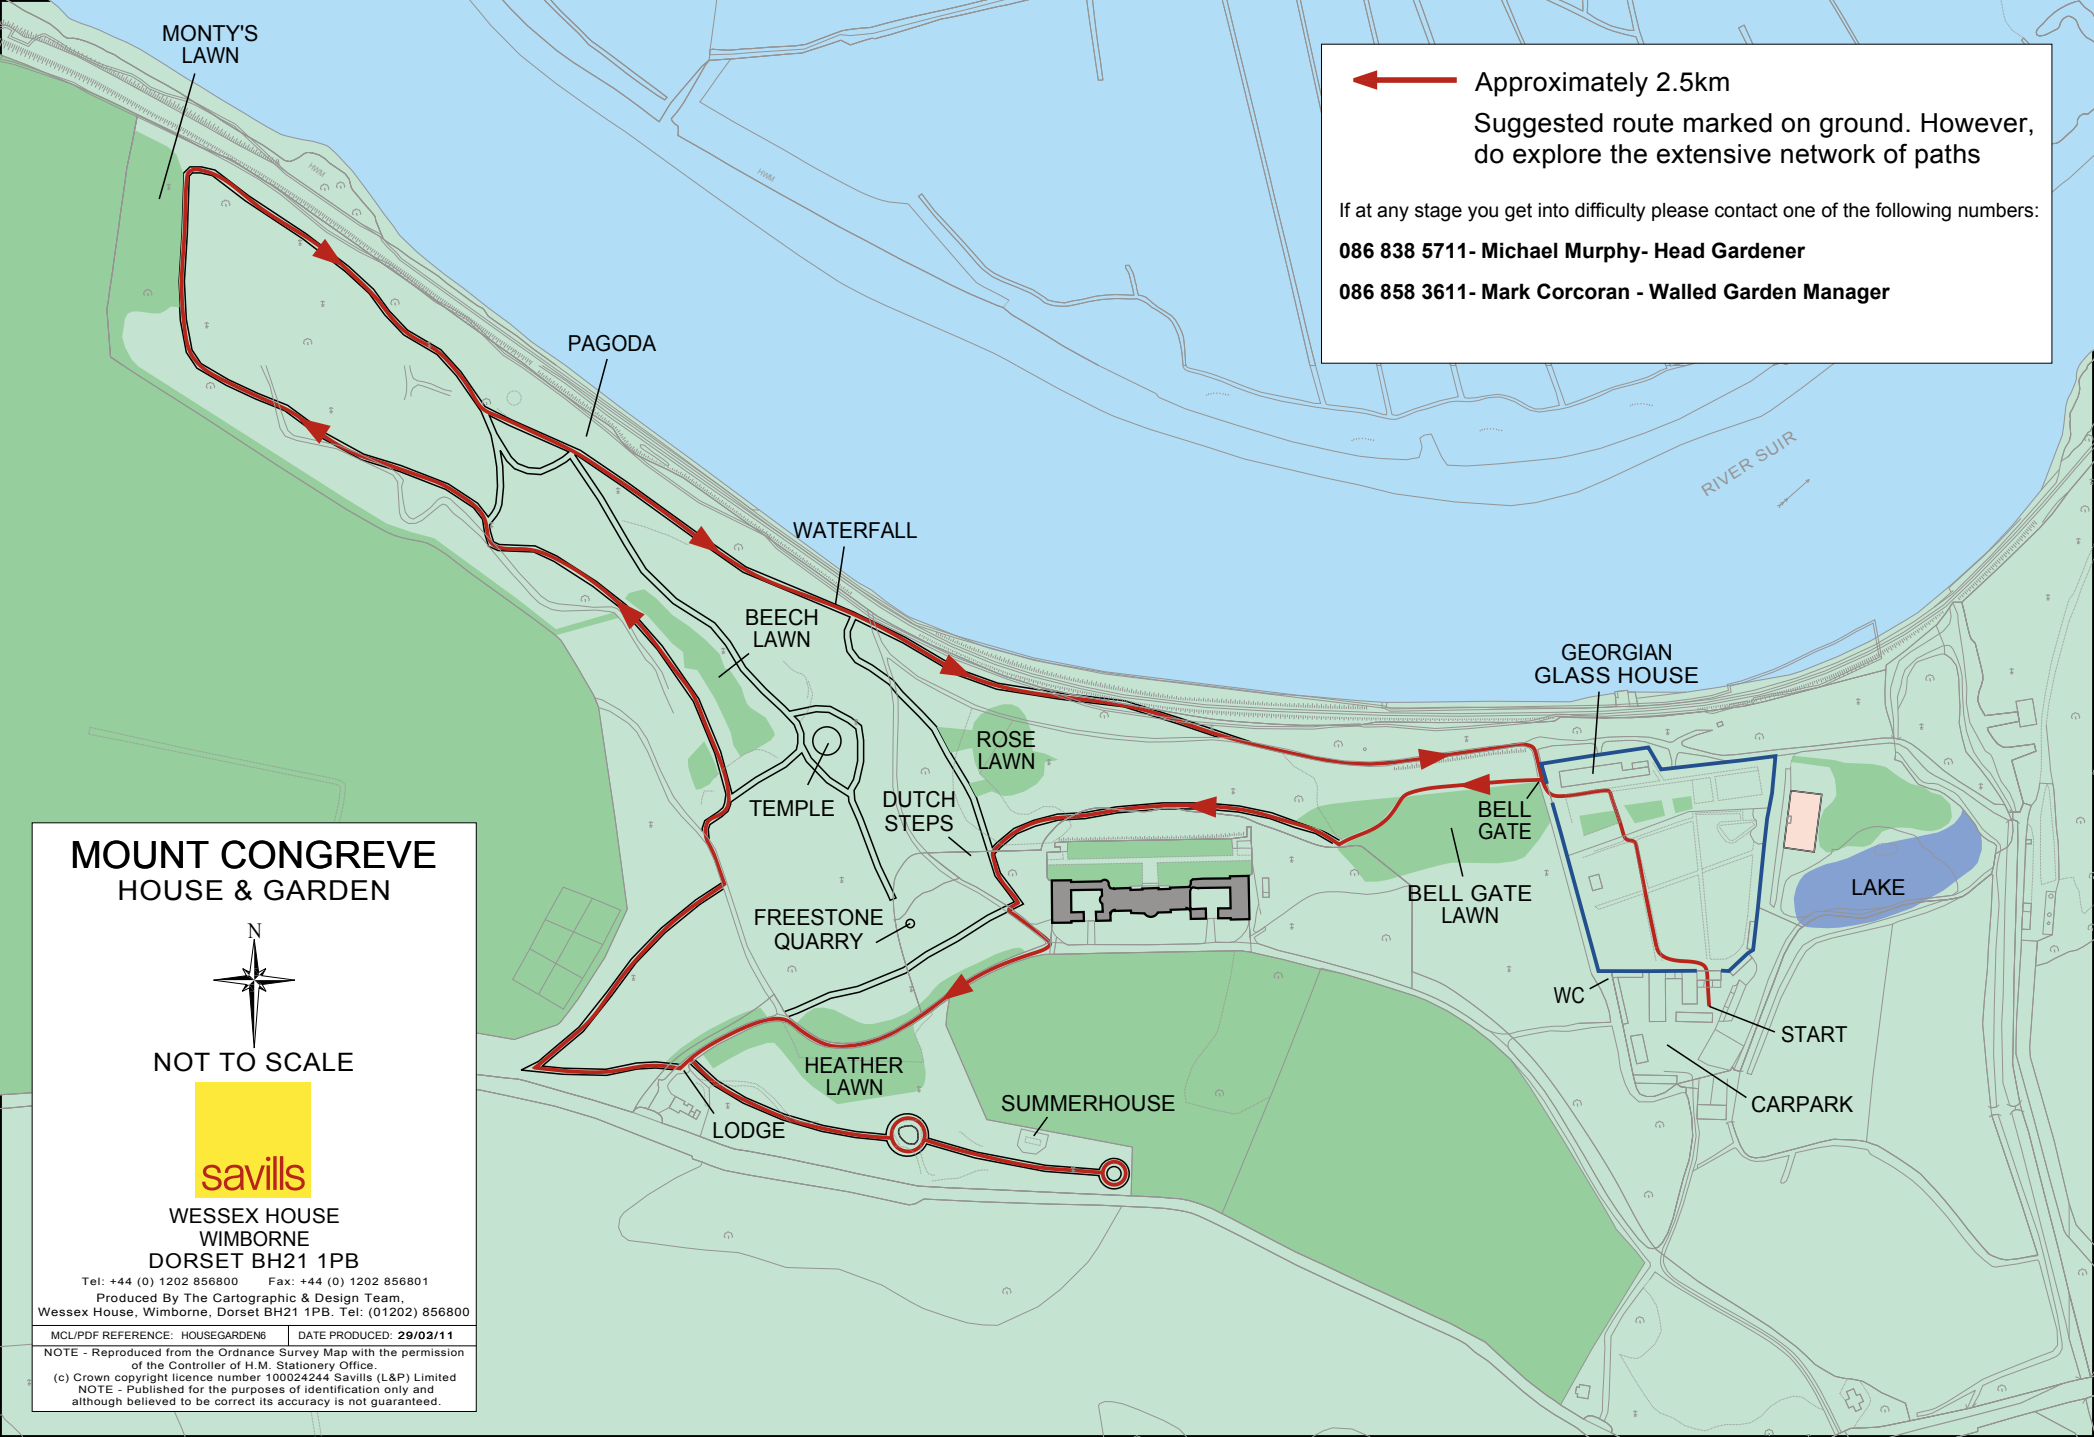 MONTY'S
LAWN
Approximately 2.5km
Suggested route marked on ground. However,
do explore the extensive network of paths
If at any stage you get into difficulty please contact one of the following numbers:
086 838 5711- Michael Murphy- Head Gardener
086 858 3611- Mark Corcoran - Walled Garden Manager
HWM
HWM
PAGODA
RIVER SUIR
WATERFALL
BEECH
LAWN
GEORGIAN
GLASS HOUSE
ROSE
LAWN
TEMPLE
DUTCH
STEPS
BELL
GATE
BELL GATE
LAWN
LAKE
FREESTONE
QUARRY
WC
START
HEATHER
LAWN
SUMMERHOUSE
CARPARK
LODGE
MOUNT CONGREVE
HOUSE & GARDEN
N
NOT TO SCALE
savills
WESSEX HOUSE
WIMBORNE
DORSET BH21 1PB
Tel: +44 (0) 1202 856800 Fax: +44 (0) 1202 856801
Produced By The Cartographic & Design Team,
Wessex House, Wimborne, Dorset BH21 1PB. Tel: (01202) 856800
MCL/PDF REFERENCE: HOUSEGARDEN6 DATE PRODUCED: 29/03/11
NOTE - Reproduced from the Ordnance Survey Map with the permission
of the Controller of H.M. Stationery Office.
(c) Crown copyright licence number 100024244 Savills (L&P) Limited
NOTE - Published for the purposes of identification only and
although believed to be correct its accuracy is not guaranteed.